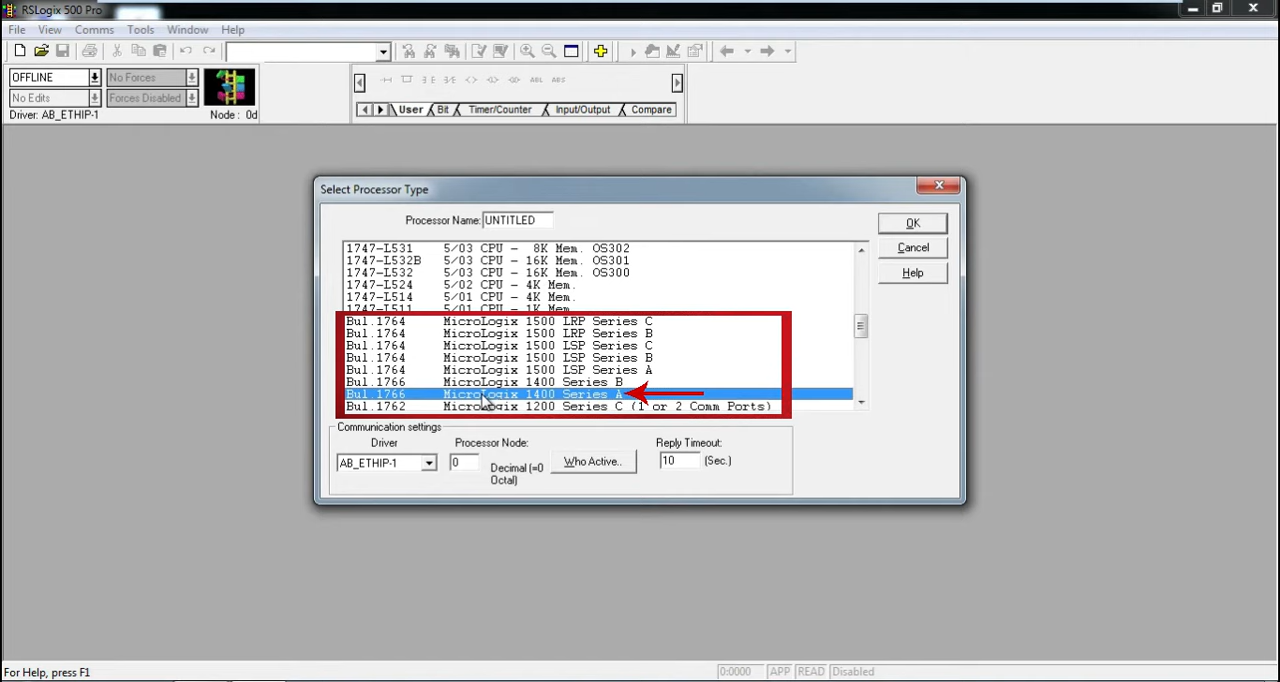 RSLogix 500 Pro
File View Comms Tools Window Help
OFFLINE No Forces
No Edits Forces Disabled
Driver: AB_ETHIP-1 Node : 0d
User Bit Timer/Counter Input/Output Compare
Select Processor Type
Processor Name: UNTITLED
OK
Cancel
Help
1747-L531 5/03 CPU - 8K Mem. OS302
1747-L532B 5/03 CPU - 16K Mem. OS301
1747-L532 5/03 CPU - 16K Mem. OS300
1747-L524 5/02 CPU - 4K Mem.
1747-L514 5/01 CPU - 4K Mem.
1747-L511 5/01 CPU - 1K Mem.
Bul.1764 MicroLogix 1500 LRP Series C
Bul.1764 MicroLogix 1500 LRP Series B
Bul.1764 MicroLogix 1500 LSP Series C
Bul.1764 MicroLogix 1500 LSP Series B
Bul.1764 MicroLogix 1500 LSP Series A
Bul.1766 MicroLogix 1400 Series B
Bul.1766 MicroLogix 1400 Series A
Bul.1762 MicroLogix 1200 Series C (1 or 2 Comm Ports)
Communication settings
Driver Processor Node: Reply Timeout:
AB_ETHIP-1 0 Decimal (=0 Octal) Who Active.. 10 (Sec.)
For Help, press F1 0:0000 APP READ Disabled